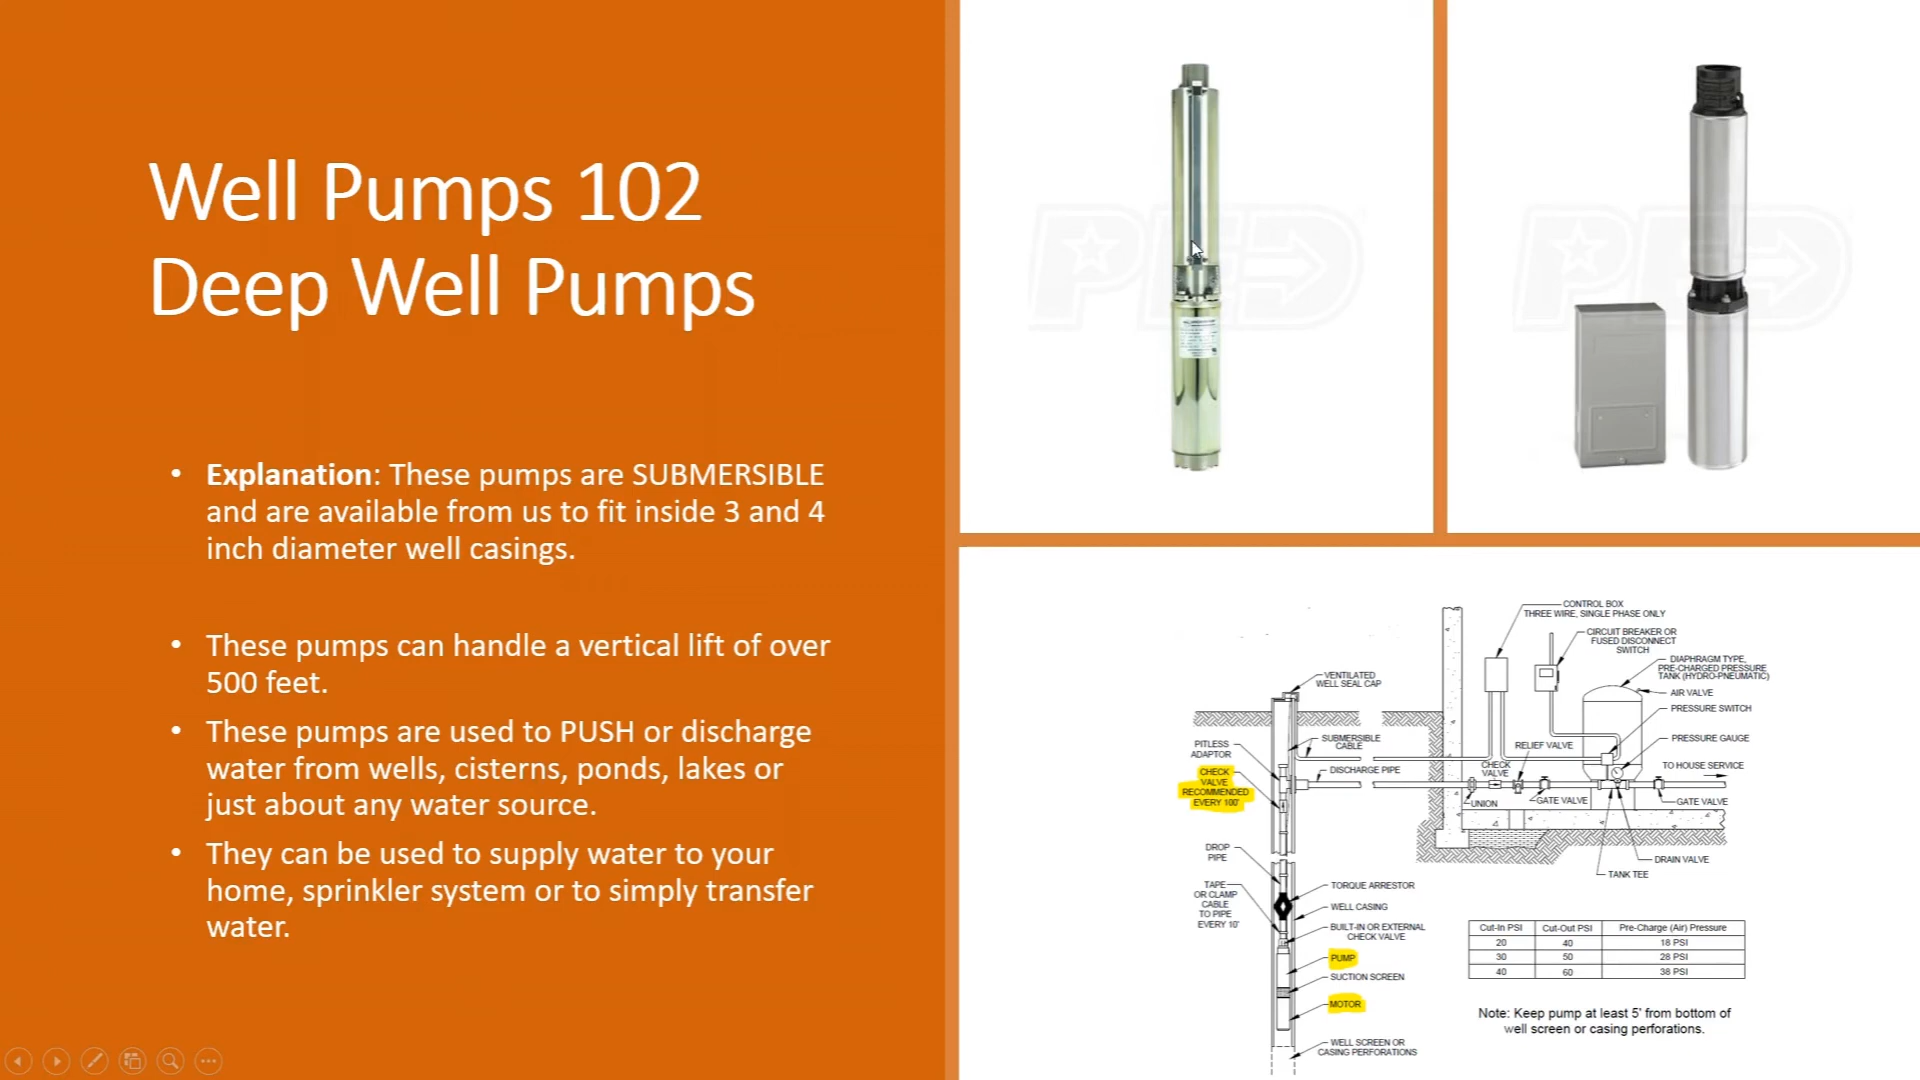 Well Pumps 102
Deep Well Pumps
• Explanation: These pumps are SUBMERSIBLE
and are available from us to fit inside 3 and 4
inch diameter well casings.
• These pumps can handle a vertical lift of over
500 feet.
• These pumps are used to PUSH or discharge
water from wells, cisterns, ponds, lakes or
just about any water source.
• They can be used to supply water to your
home, sprinkler system or to simply transfer
water.
PED
PED
CONTROL BOX
THREE WIRE, SINGLE PHASE ONLY
CIRCUIT BREAKER OR
FUSED DISCONNECT
SWITCH
DIAPHRAGM TYPE,
PRE-CHARGED PRESSURE
TANK (HYDRO-PNEUMATIC)
AIR VALVE
PRESSURE SWITCH
PRESSURE GAUGE
TO HOUSE SERVICE
VENTILATED
WELL SEAL CAP
PITLESS
ADAPTOR
SUBMERSIBLE
CABLE
RELIEF VALVE
CHECK
VALVE
RECOMMENDED
EVERY 100'
DISCHARGE PIPE
CHECK
VALVE
UNION
GATE VALVE
GATE VALVE
DRAIN VALVE
TANK TEE
DROP
PIPE
TAPE
OR CLAMP
CABLE
TO PIPE
EVERY 10'
TORQUE ARRESTOR
WELL CASING
BUILT-IN OR EXTERNAL
CHECK VALVE
PUMP
SUCTION SCREEN
MOTOR
WELL SCREEN OR
CASING PERFORATIONS
Cut-In PSI Cut-Out PSI Pre-Charge (Air) Pressure
20 40 18 PSI
30 50 28 PSI
40 60 38 PSI
Note: Keep pump at least 5' from bottom of
well screen or casing perforations.